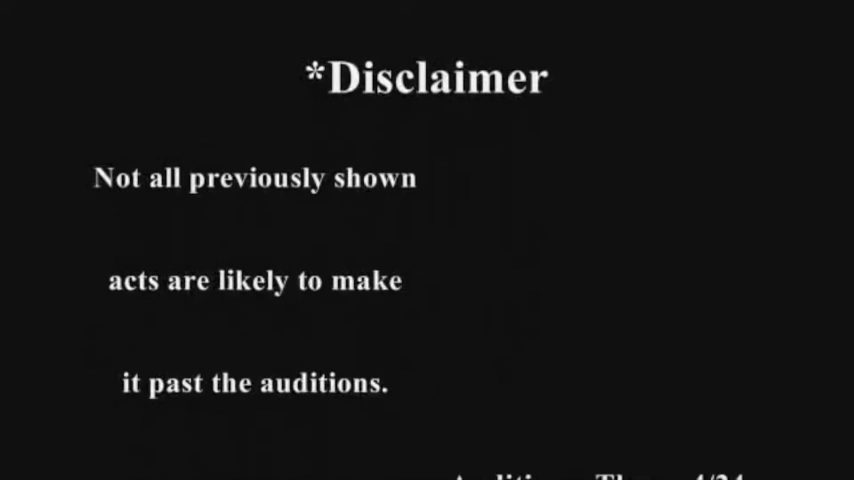 *Disclaimer
Not all previously shown
acts are likely to make
it past the auditions.